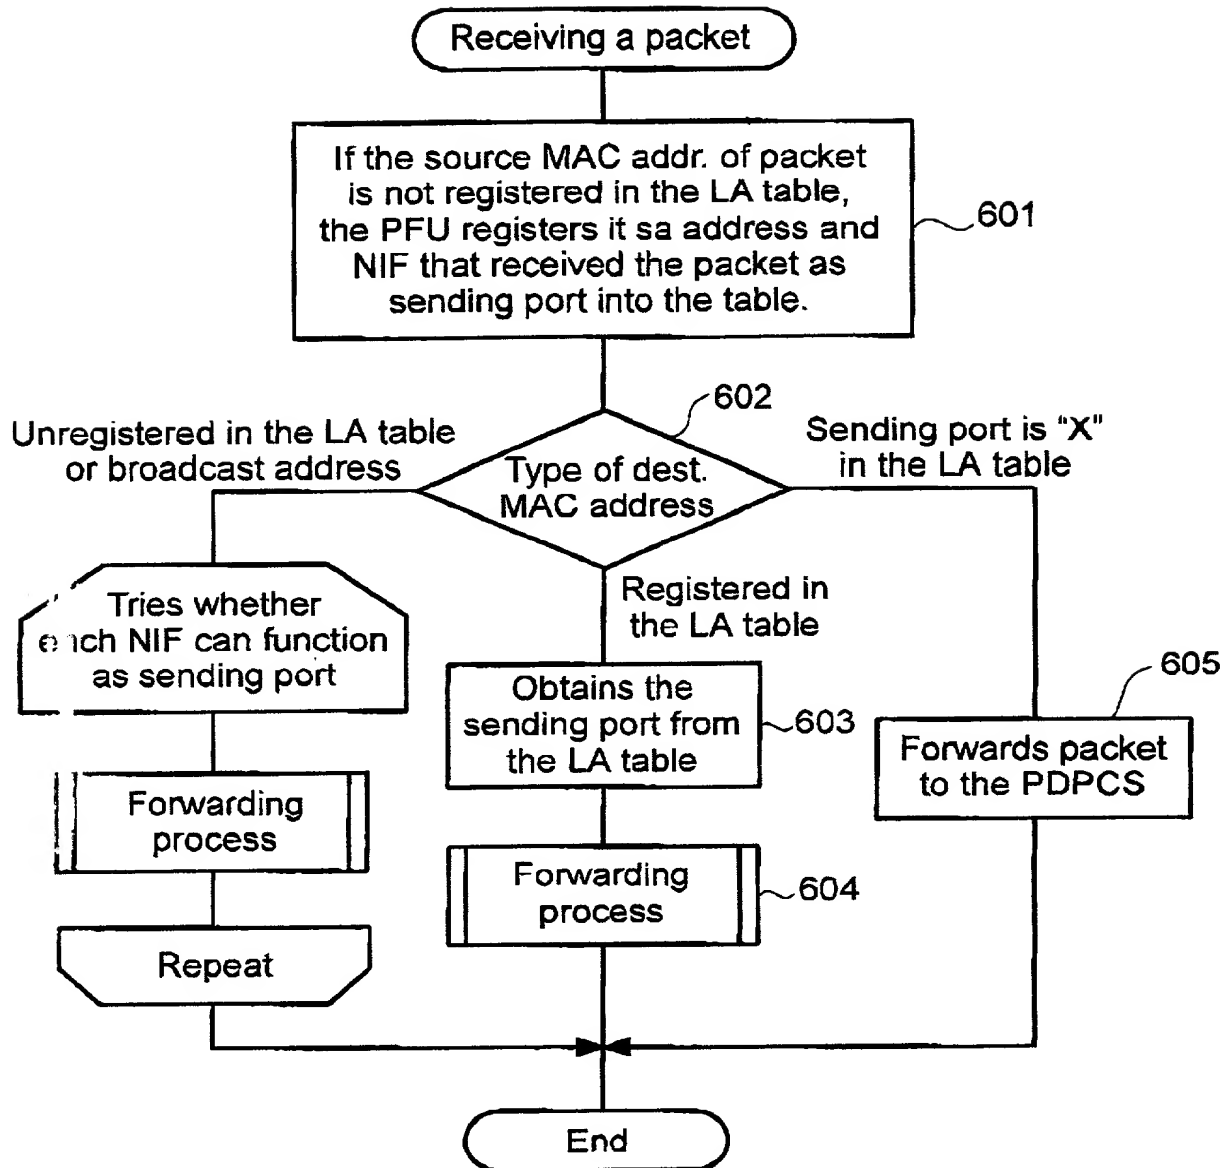 Receiving a packet
If the source MAC addr. of packet
is not registered in the LA table,
the PFU registers it sa address and
NIF that received the packet as
sending port into the table.
601
602
Unregistered in the LA table
or broadcast address
Type of dest.
MAC address
Sending port is "X"
in the LA table
Registered in
the LA table
Tries whether
each NIF can function
as sending port
Obtains the
sending port from
the LA table
603
605
Forwards packet
to the PDPCS
Forwarding
process
Forwarding
process
604
Repeat
End